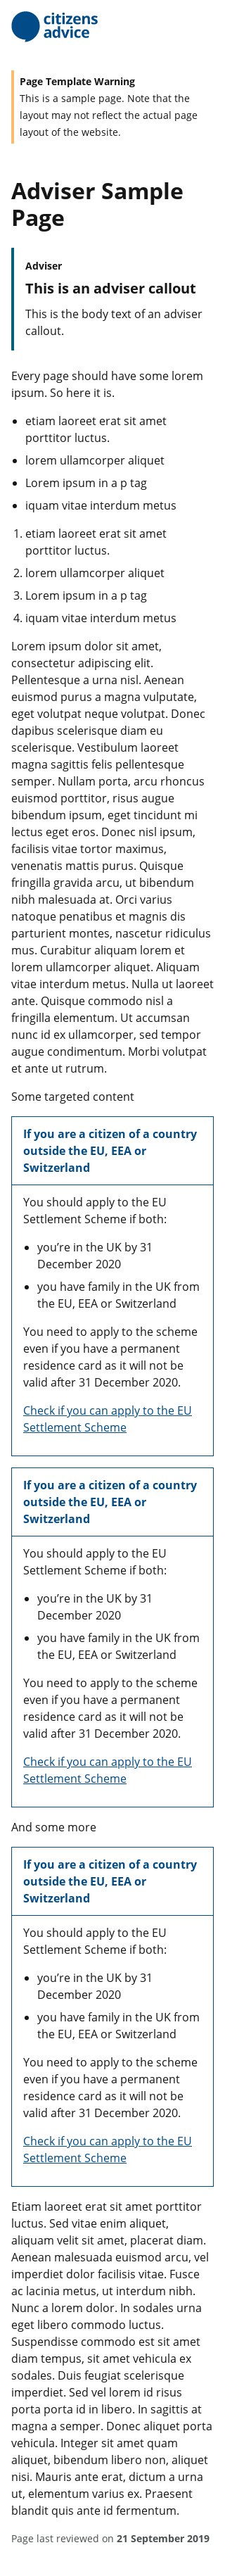 citizens
advice
Page Template Warning
This is a sample page. Note that the
layout may not reflect the actual page
layout of the website.
Adviser Sample
Page
Adviser
This is an adviser callout
This is the body text of an adviser
callout.
Every page should have some lorem
ipsum. So here it is.
• etiam laoreet erat sit amet
porttitor luctus.
• lorem ullamcorper aliquet
• Lorem ipsum in a p tag
• iquam vitae interdum metus
1. etiam laoreet erat sit amet
porttitor luctus.
2. lorem ullamcorper aliquet
3. Lorem ipsum in a p tag
4. iquam vitae interdum metus
Lorem ipsum dolor sit amet,
consectetur adipiscing elit.
Pellentesque a urna nisl. Aenean
euismod purus a magna vulputate,
eget volutpat neque volutpat. Donec
dapibus scelerisque diam eu
scelerisque. Vestibulum laoreet
magna sagittis felis pellentesque
semper. Nullam porta, arcu rhoncus
euismod porttitor, risus augue
bibendum ipsum, eget tincidunt mi
lectus eget eros. Donec nisl ipsum,
facilisis vitae tortor maximus,
venenatis mattis purus. Quisque
fringilla gravida arcu, ut bibendum
nibh malesuada at. Orci varius
natoque penatibus et magnis dis
parturient montes, nascetur ridiculus
mus. Curabitur aliquam lorem et
lorem ullamcorper aliquet. Aliquam
vitae interdum metus. Nulla ut laoreet
ante. Quisque commodo nisl a
fringilla elementum. Ut accumsan
nunc id ex ullamcorper, sed tempor
augue condimentum. Morbi volutpat
et ante ut rutrum.
Some targeted content
If you are a citizen of a country
outside the EU, EEA or
Switzerland
You should apply to the EU
Settlement Scheme if both:
• you’re in the UK by 31
December 2020
• you have family in the UK from
the EU, EEA or Switzerland
You need to apply to the scheme
even if you have a permanent
residence card as it will not be
valid after 31 December 2020.
Check if you can apply to the EU
Settlement Scheme
If you are a citizen of a country
outside the EU, EEA or
Switzerland
You should apply to the EU
Settlement Scheme if both:
• you’re in the UK by 31
December 2020
• you have family in the UK from
the EU, EEA or Switzerland
You need to apply to the scheme
even if you have a permanent
residence card as it will not be
valid after 31 December 2020.
Check if you can apply to the EU
Settlement Scheme
And some more
If you are a citizen of a country
outside the EU, EEA or
Switzerland
You should apply to the EU
Settlement Scheme if both:
• you’re in the UK by 31
December 2020
• you have family in the UK from
the EU, EEA or Switzerland
You need to apply to the scheme
even if you have a permanent
residence card as it will not be
valid after 31 December 2020.
Check if you can apply to the EU
Settlement Scheme
Etiam laoreet erat sit amet porttitor
luctus. Sed vitae enim aliquet,
aliquam velit sit amet, placerat diam.
Aenean malesuada euismod arcu, vel
imperdiet dolor facilisis vitae. Fusce
ac lacinia metus, ut interdum nibh.
Nunc a lorem dolor. In sodales urna
eget libero commodo luctus.
Suspendisse commodo est sit amet
diam tempus, sit amet vehicula ex
sodales. Duis feugiat scelerisque
imperdiet. Sed vel lorem id risus
porta porta id in libero. In sagittis at
magna a semper. Donec aliquet porta
vehicula. Integer sit amet quam
aliquet, bibendum libero non, aliquet
nisi. Mauris ante erat, dictum a urna
ut, elementum varius ex. Praesent
blandit quis ante id fermentum.
Page last reviewed on 21 September 2019